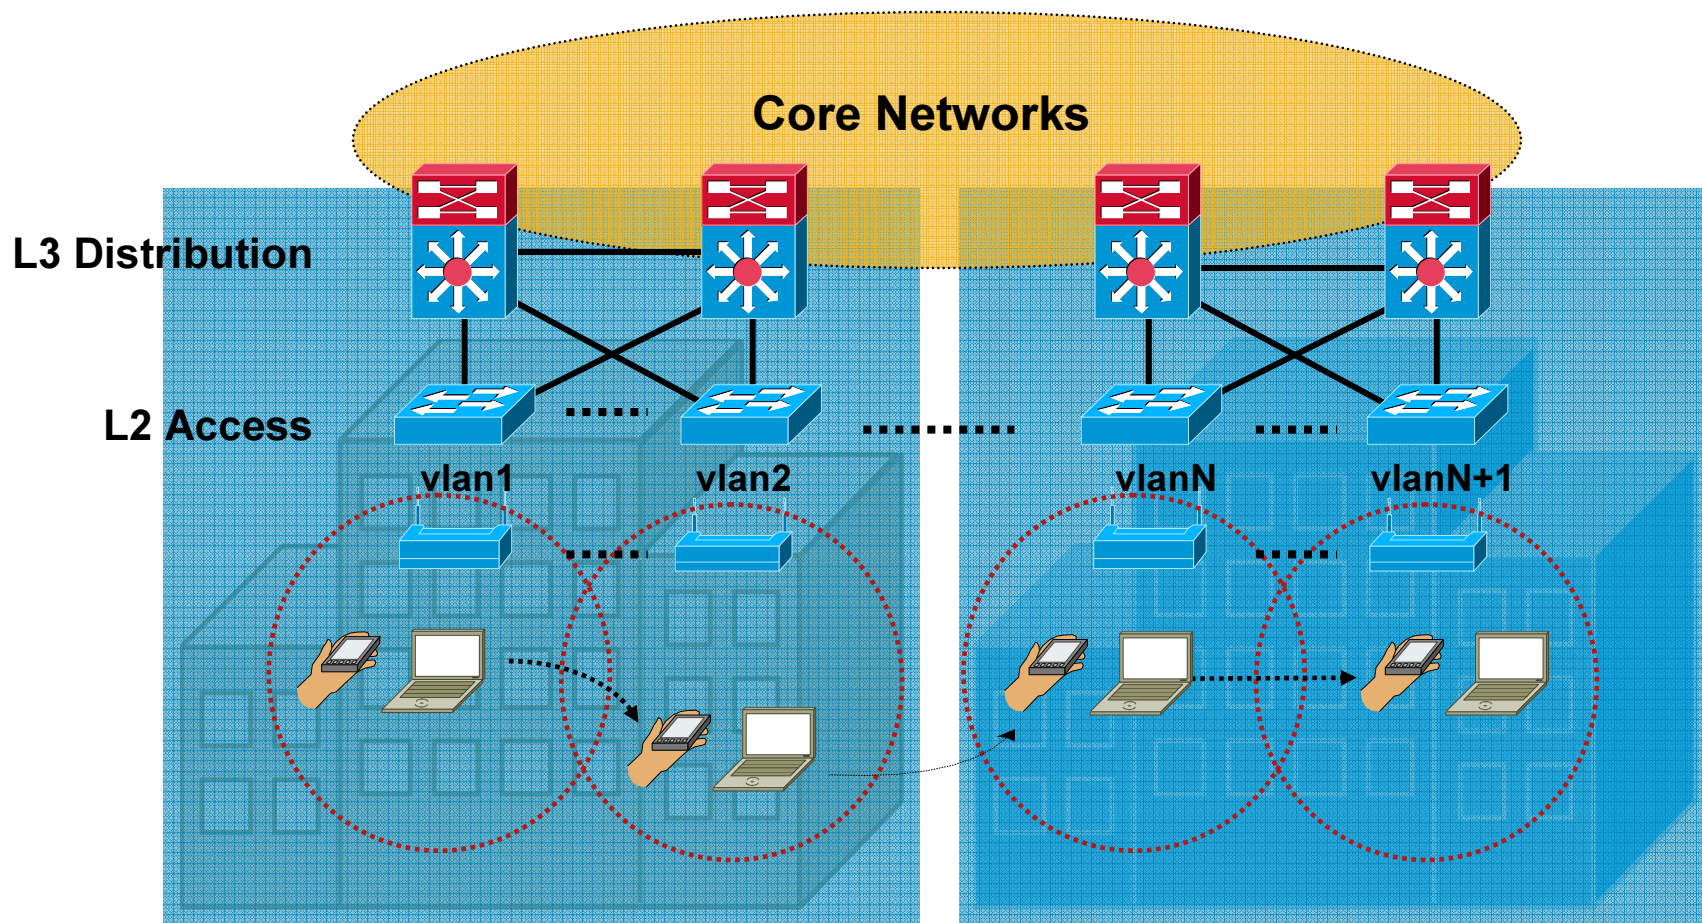 Core Networks
L3 Distribution
L2 Access
vlan1
vlan2
vlanN
vlanN+1